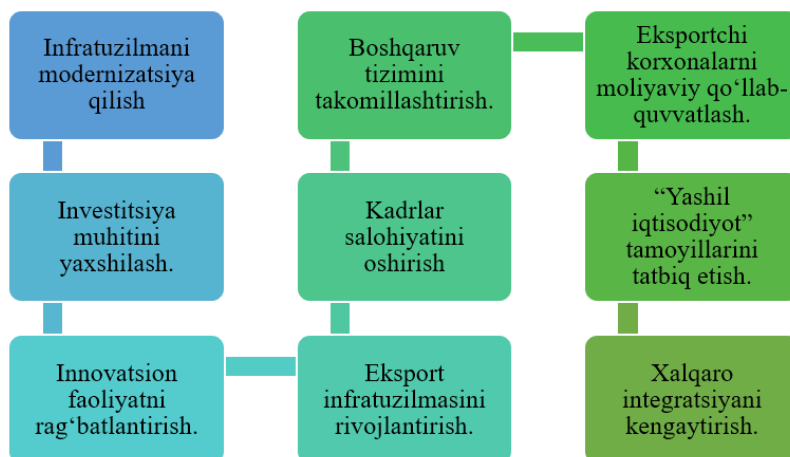 Infratuzilmani
modernizatsiya
qilish
Investitsiya
muhitini
yaxshilash.
Innovatsion
faoliyatni
rag‘batlantirish.
Eksport
infratuzilmasini
rivojlantirish.
Kadrlar
salohiyatini
oshirish
Boshqaruv
tizimini
takomillashtirish.
Eksportchi
korxonalarni
moliyaviy qo‘llab-
quvvatlash.
“Yashil
iqtisodiyot”
tamoyillarini
tatbiq etish.
Xalqaro
integratsiyani
kengaytirish.